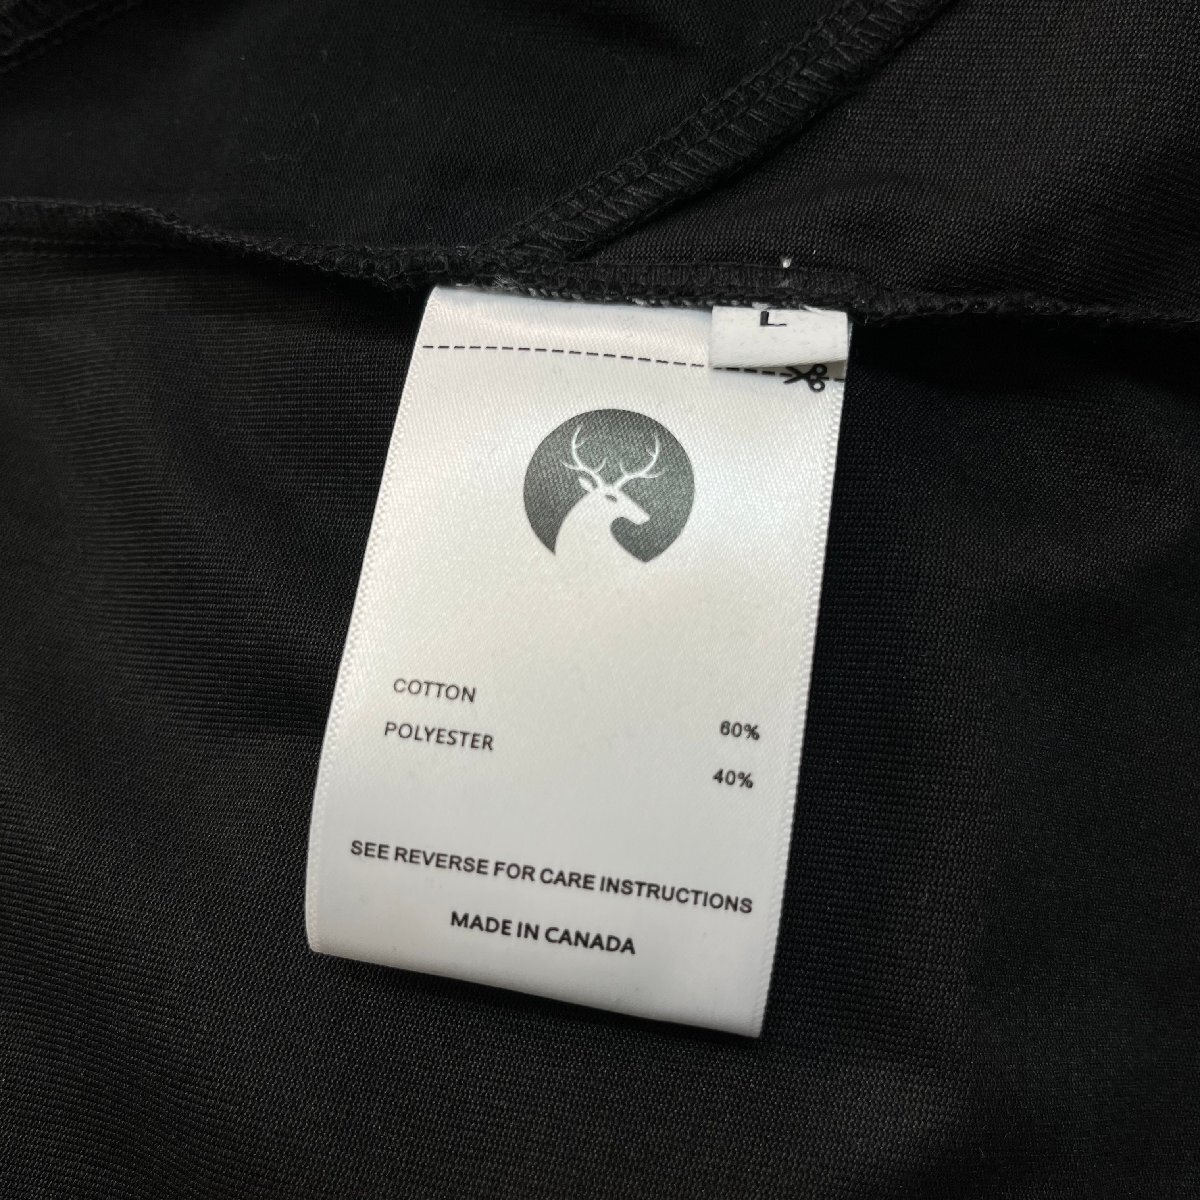 L
COTTON 60%
POLYESTER 40%
SEE REVERSE FOR CARE INSTRUCTIONS
MADE IN CANADA